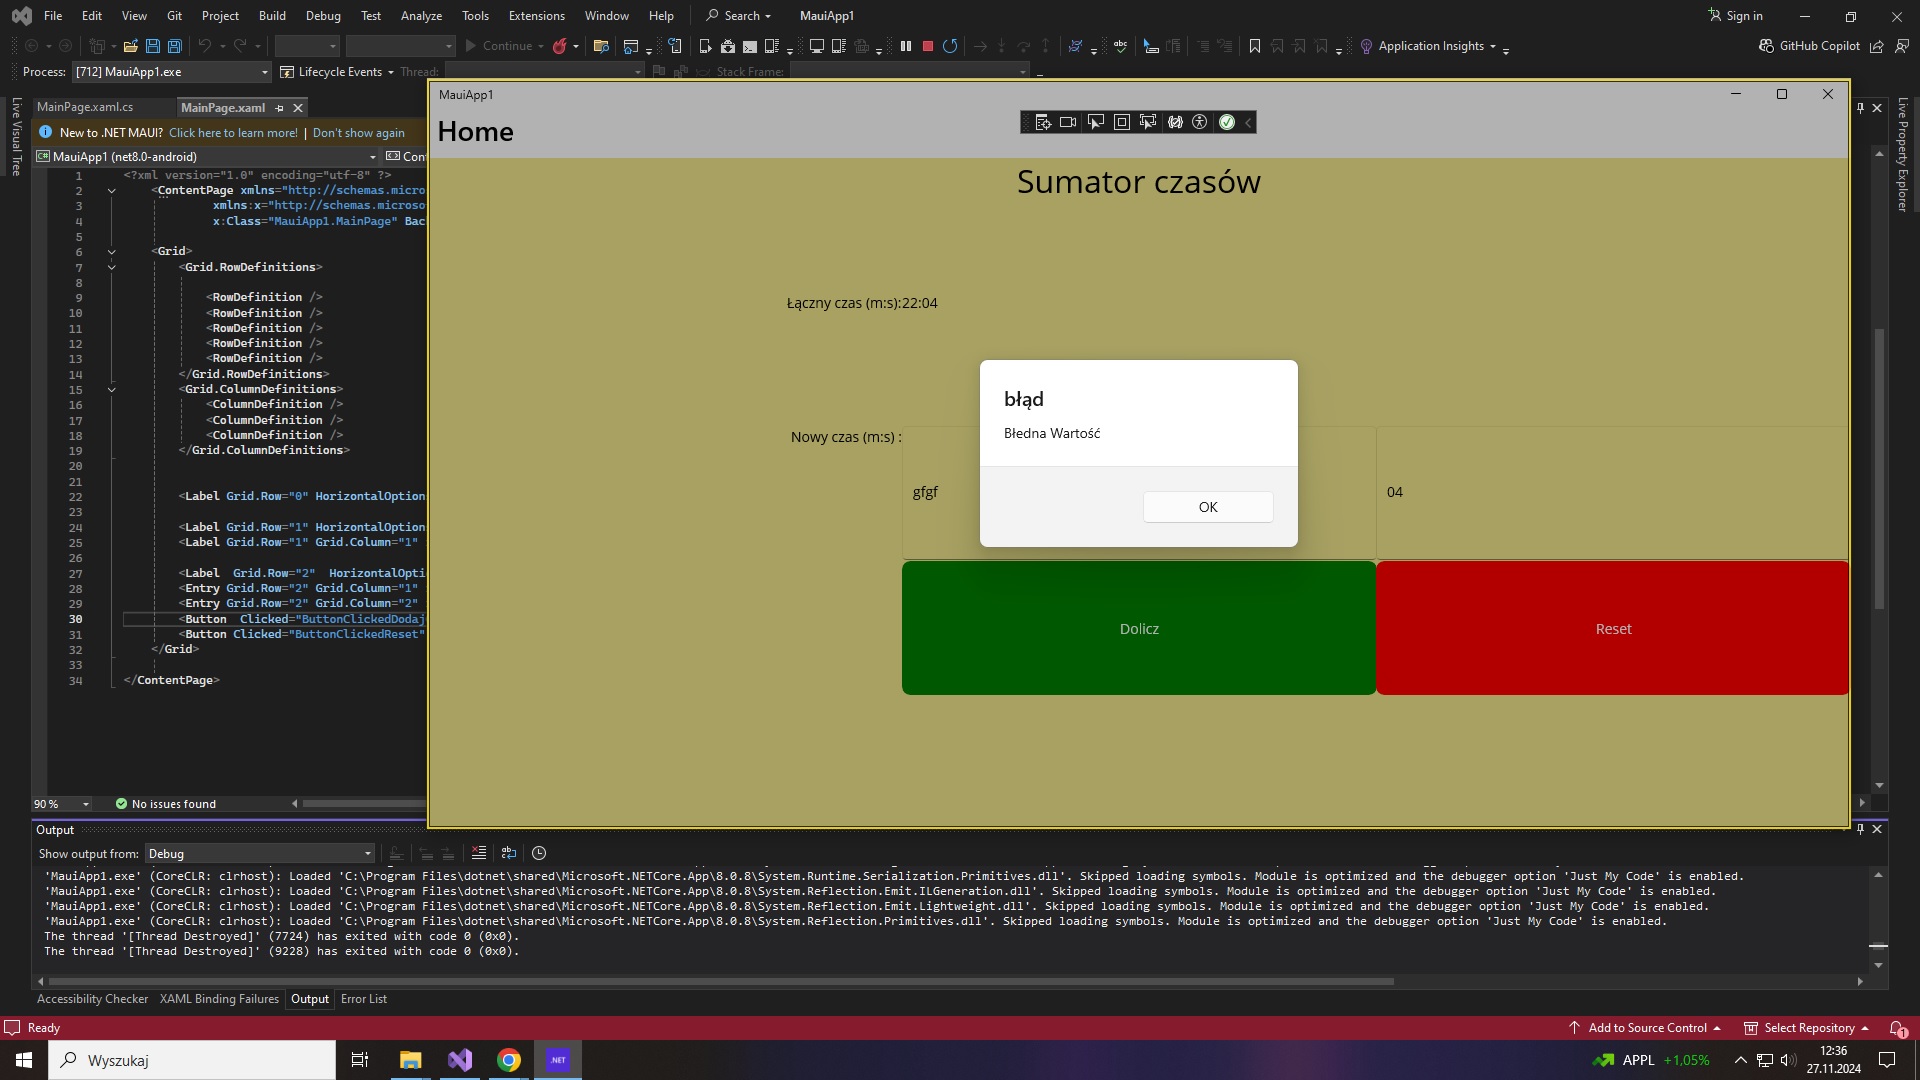 File Edit View Git Project Build Debug Test Analyze Tools Extensions Window Help Search MauiApp1 Sign in
Continue Application Insights GitHub Copilot
Process: [712] MauiApp1.exe Lifecycle Events Thread: Stack Frame:
MauiApp1
Home
Sumator czasów
Łączny czas (m:s):22:04
Nowy czas (m:s) :
gfgf
04
Dolicz
Reset
błąd
Błedna Wartość
OK
Live Visual Tree
Live Property Explorer
MainPage.xaml.cs MainPage.xaml
New to .NET MAUI? Click here to learn more! | Don't show again
MauiApp1 (net8.0-android) Cont
1 <?xml version="1.0" encoding="utf-8" ?>
2 <ContentPage xmlns="http://schemas.micro
3 xmlns:x="http://schemas.microso
4 x:Class="MauiApp1.MainPage" Bac
5
6 <Grid>
7 <Grid.RowDefinitions>
8
9 <RowDefinition />
10 <RowDefinition />
11 <RowDefinition />
12 <RowDefinition />
13 <RowDefinition />
14 </Grid.RowDefinitions>
15 <Grid.ColumnDefinitions>
16 <ColumnDefinition />
17 <ColumnDefinition />
18 <ColumnDefinition />
19 </Grid.ColumnDefinitions>
20
21
22 <Label Grid.Row="0" HorizontalOption
23
24 <Label Grid.Row="1" HorizontalOption
25 <Label Grid.Row="1" Grid.Column="1"
26
27 <Label Grid.Row="2" HorizontalOpti
28 <Entry Grid.Row="2" Grid.Column="1"
29 <Entry Grid.Row="2" Grid.Column="2"
30 <Button Clicked="ButtonClickedDodaj
31 <Button Clicked="ButtonClickedReset"
32 </Grid>
33
34 </ContentPage>
90 % No issues found
Output
Show output from: Debug
'MauiApp1.exe' (CoreCLR: clrhost): Loaded 'C:\Program Files\dotnet\shared\Microsoft.NETCore.App\8.0.8\System.Runtime.Serialization.Primitives.dll'. Skipped loading symbols. Module is optimized and the debugger option 'Just My Code' is enabled.
'MauiApp1.exe' (CoreCLR: clrhost): Loaded 'C:\Program Files\dotnet\shared\Microsoft.NETCore.App\8.0.8\System.Reflection.Emit.ILGeneration.dll'. Skipped loading symbols. Module is optimized and the debugger option 'Just My Code' is enabled.
'MauiApp1.exe' (CoreCLR: clrhost): Loaded 'C:\Program Files\dotnet\shared\Microsoft.NETCore.App\8.0.8\System.Reflection.Emit.Lightweight.dll'. Skipped loading symbols. Module is optimized and the debugger option 'Just My Code' is enabled.
'MauiApp1.exe' (CoreCLR: clrhost): Loaded 'C:\Program Files\dotnet\shared\Microsoft.NETCore.App\8.0.8\System.Reflection.Primitives.dll'. Skipped loading symbols. Module is optimized and the debugger option 'Just My Code' is enabled.
The thread '[Thread Destroyed]' (7724) has exited with code 0 (0x0).
The thread '[Thread Destroyed]' (9228) has exited with code 0 (0x0).
Accessibility Checker XAML Binding Failures Output Error List
Ready Add to Source Control Select Repository 1
Wyszukaj .NET APPL +1,05% 12:36
27.11.2024